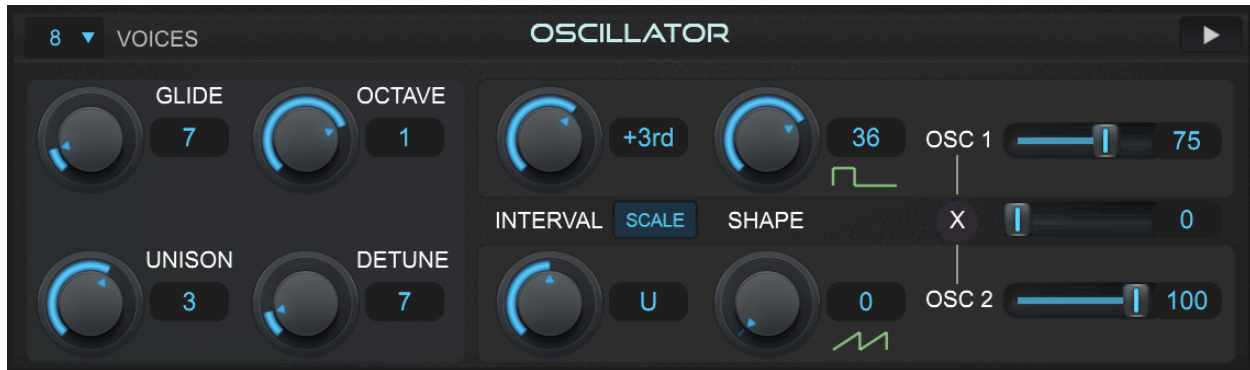 8 VOICES OSCILLATOR
GLIDE OCTAVE
7 1 +3rd 36 OSC 1 75
INTERVAL SCALE SHAPE X 0
UNISON DETUNE
3 7 U 0 OSC 2 100